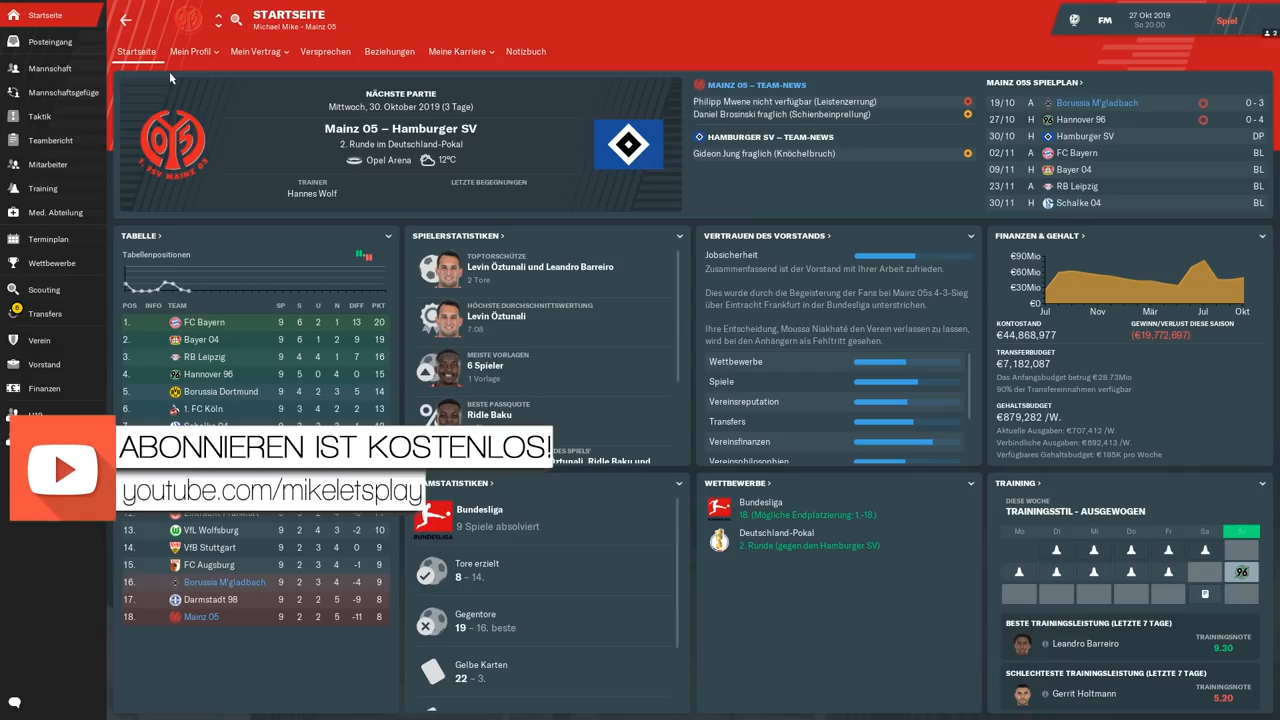 Startseite
Posteingang
Mannschaft
Mannschaftsgefüge
Taktik
Teambericht
Mitarbeiter
Training
Med. Abteilung
Terminplan
Wettbewerbe
Scouting
6
Transfers
Verein
Vorstand
Finanzen
STARTSEITE
Michael Mike - Mainz 05
FM
27 Okt 2019
So 20:00
Spiel
2
Startseite Mein Profil Mein Vertrag Versprechen Beziehungen Meine Karriere Notizbuch
NÄCHSTE PARTIE
Mittwoch, 30. Oktober 2019 (3 Tage)
Mainz 05 – Hamburger SV
2. Runde im Deutschland-Pokal
Opel Arena 12°C
TRAINER
Hannes Wolf
LETZTE BEGEGNUNGEN
MAINZ 05 – TEAM-NEWS
Philipp Mwene nicht verfügbar (Leistenzerrung)
Daniel Brosinski fraglich (Schienbeinprellung)
HAMBURGER SV – TEAM-NEWS
Gideon Jung fraglich (Knöchelbruch)
MAINZ 05S SPIELPLAN >
19/10 A Borussia M'gladbach 0 - 3
27/10 H Hannover 96 0 - 4
30/10 H Hamburger SV DP
02/11 A FC Bayern BL
09/11 H Bayer 04 BL
23/11 A RB Leipzig BL
30/11 H Schalke 04 BL
TABELLE >
Tabellenpositionen
POS INFO TEAM SP S U N DIFF PKT
1. FC Bayern 9 6 2 1 13 20
2. Bayer 04 9 6 1 2 9 19
3. RB Leipzig 9 4 4 1 7 16
4. Hannover 96 9 5 0 4 0 15
5. Borussia Dortmund 9 4 2 3 5 14
6. 1. FC Köln 9 3 4 2 2 13
13. VfL Wolfsburg 9 2 4 3 -2 10
14. VfB Stuttgart 9 2 3 4 0 9
15. FC Augsburg 9 2 3 4 -1 9
16. Borussia M'gladbach 9 2 3 4 -4 9
17. Darmstadt 98 9 2 2 5 -9 8
18. Mainz 05 9 2 2 5 -11 8
ABONNIEREN IST KOSTENLOS!
youtube.com/mikeletsplay
SPIELERSTATISTIKEN >
TOPTORSCHÜTZE
Levin Öztunali und Leandro Barreiro
2 Tore
HÖCHSTE DURCHSCHNITTSWERTUNG
Levin Öztunali
7.08
MEISTE VORLAGEN
6 Spieler
1 Vorlage
BESTE PASSQUOTE
Ridle Baku
VERTRAUEN DES VORSTANDS >
Jobsicherheit
Zusammenfassend ist der Vorstand mit Ihrer Arbeit zufrieden.
Dies wurde durch die Begeisterung der Fans bei Mainz 05s 4-3-Sieg
über Eintracht Frankfurt in der Bundesliga unterstrichen.
Ihre Entscheidung, Moussa Niakhaté den Verein verlassen zu lassen,
wird bei den Anhängern als Fehltritt gesehen.
Wettbewerbe
Spiele
Vereinsreputation
Transfers
Vereinsfinanzen
Vereinsphilosophien
FINANZEN & GEHALT >
€90Mio
€60Mio
€30Mio
€0
Jul Nov Mär Jul Okt
KONTOSTAND
€44,868,977
GEWINN/VERLUST DIESE SAISON
(€19,772,697)
TRANSFERBUDGET
€7,182,087
Das Anfangsbudget betrug €28.73Mio
90% der Transfereinnahmen verfügbar
GEHALTSBUDGET
€879,282 /W.
Aktuelle Ausgaben: €707,412 /W.
Verbindliche Ausgaben: €692,413 /W.
Verfügbares Gehaltsbudget: €185K pro Woche
AMSTATISTIKEN >
BUNDESLIGA
Bundesliga
9 Spiele absolviert
Tore erzielt
8 – 14.
Gegentore
19 – 16. beste
Gelbe Karten
22 – 3.
WETTBEWERBE >
Bundesliga
18. (Mögliche Endplatzierung: 1.-18.)
Deutschland-Pokal
2. Runde (gegen den Hamburger SV)
TRAINING >
DIESE WOCHE
TRAININGSSTIL - AUSGEWOGEN
Mo Di Mi Do Fr Sa So
BESTE TRAININGSLEISTUNG (LETZTE 7 TAGE)
Leandro Barreiro
TRAININGSNOTE
9.30
SCHLECHTESTE TRAININGSLEISTUNG (LETZTE 7 TAGE)
Gerrit Holtmann
TRAININGSNOTE
5.20